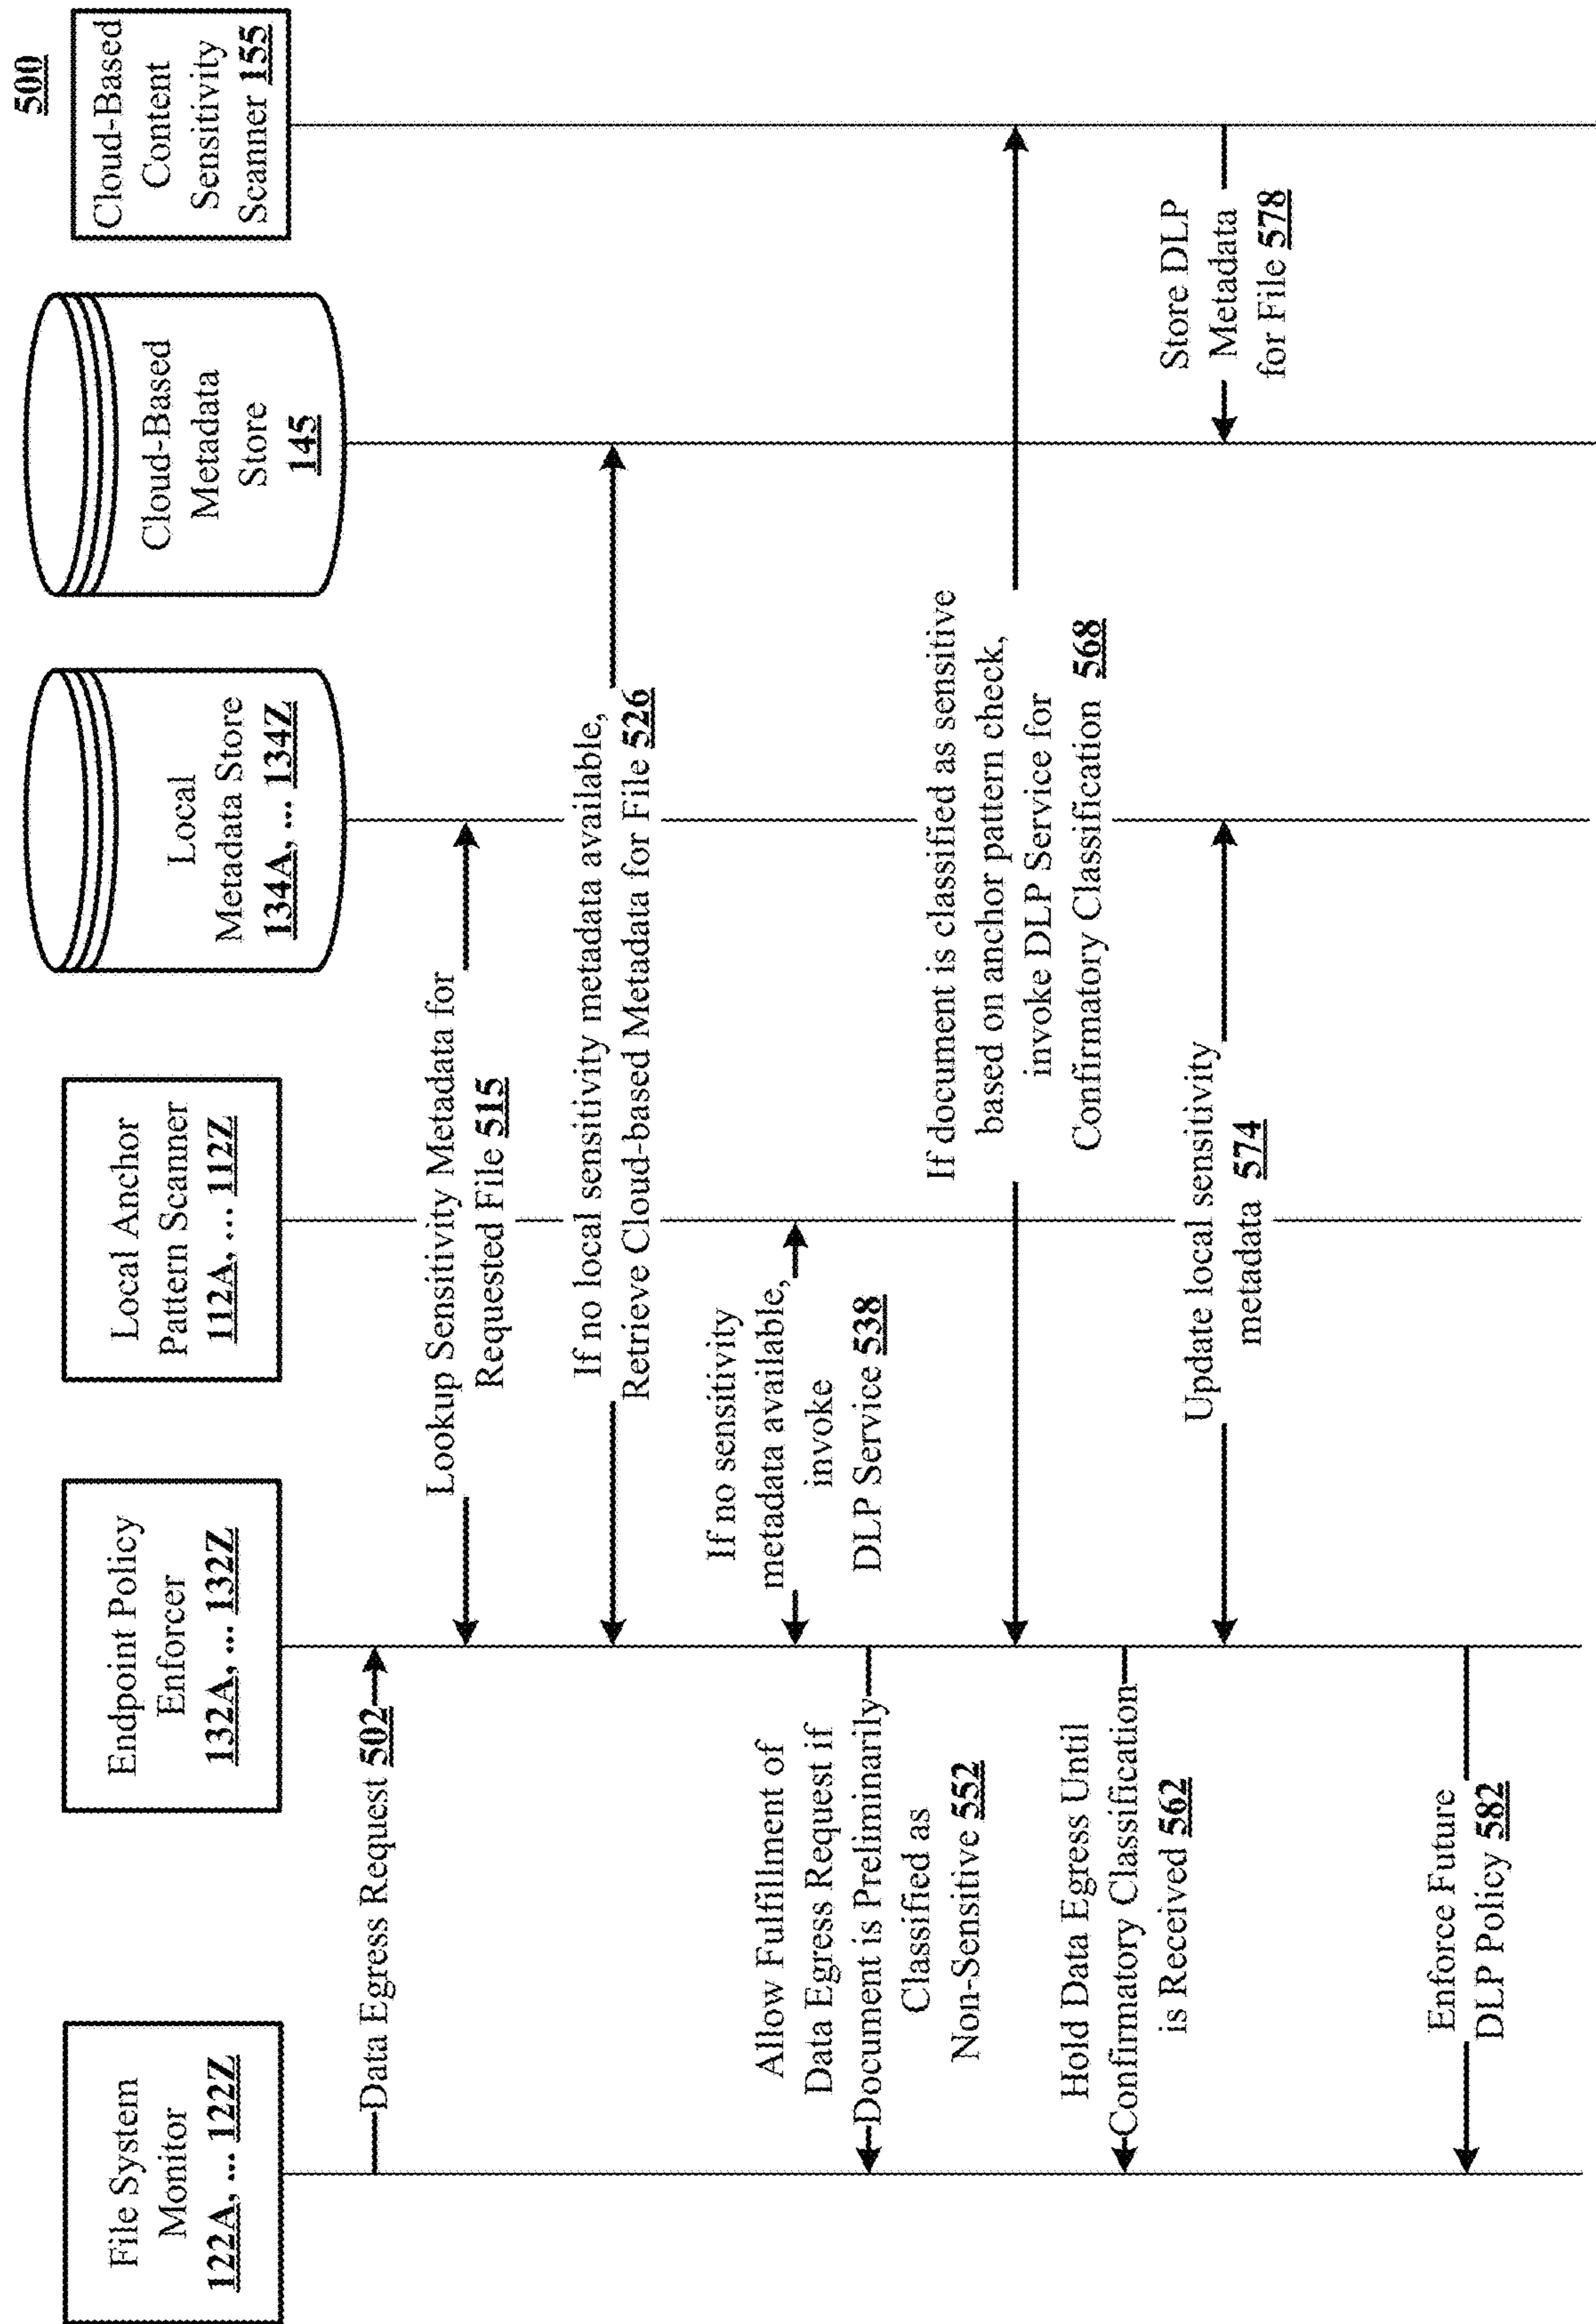 500
File System
Monitor
122A, ... 122Z
Endpoint Policy
Enforcer
132A, ... 132Z
Local Anchor
Pattern Scanner
112A, ... 112Z
Local
Metadata Store
134A, ... 134Z
Cloud-Based
Metadata
Store
145
Cloud-Based
Content
Sensitivity
Scanner 155
Data Egress Request 502
Lookup Sensitivity Metadata for
Requested File 515
If no local sensitivity metadata available,
Retrieve Cloud-based Metadata for File 526
If no sensitivity
metadata available,
invoke
DLP Service 538
Allow Fulfillment of
Data Egress Request if
Document is Preliminarily
Classified as
Non-Sensitive 552
Hold Data Egress Until
Confirmatory Classification
is Received 562
If document is classified as sensitive
based on anchor pattern check,
invoke DLP Service for
Confirmatory Classification 568
Update local sensitivity
metadata 574
Store DLP
Metadata
for File 578
Enforce Future
DLP Policy 582